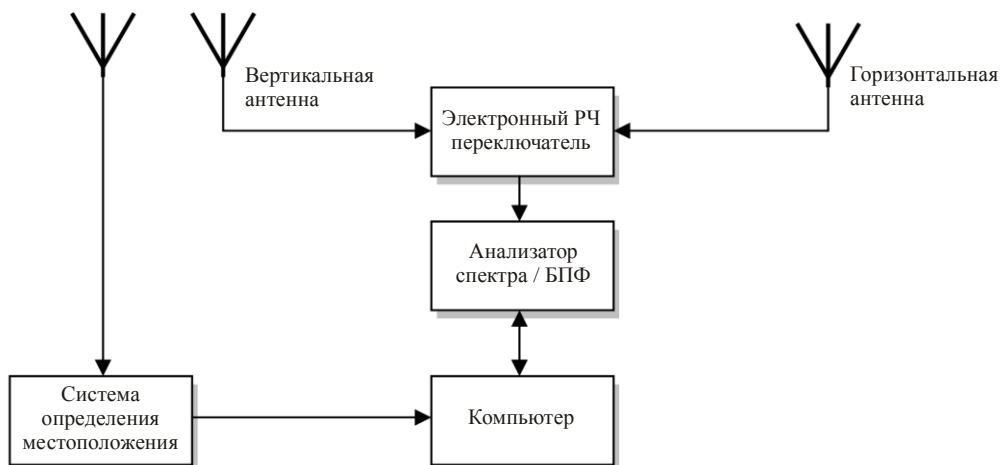 Вертикальная
антенна
Горизонтальная
антенна
Электронный РЧ
переключатель
Анализатор
спектра / БПФ
Система
определения
местоположения
Компьютер